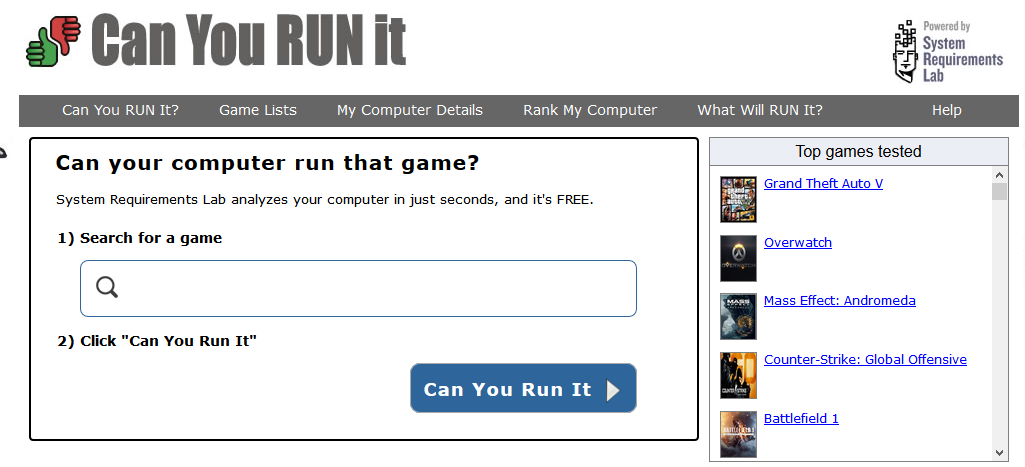 Can You RUN it
Powered by
System
Requirements
Lab
Can You RUN It?
Game Lists
My Computer Details
Rank My Computer
What Will RUN It?
Help
Can your computer run that game?
System Requirements Lab analyzes your computer in just seconds, and it's FREE.
1) Search for a game
2) Click "Can You Run It"
Can You Run It
Top games tested
Grand Theft Auto V
Overwatch
Mass Effect: Andromeda
Counter-Strike: Global Offensive
Battlefield 1